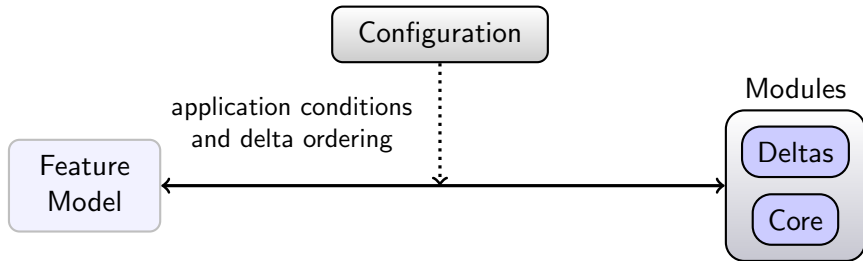 Configuration
application conditions
and delta ordering
Feature
Model
Modules
Deltas
Core